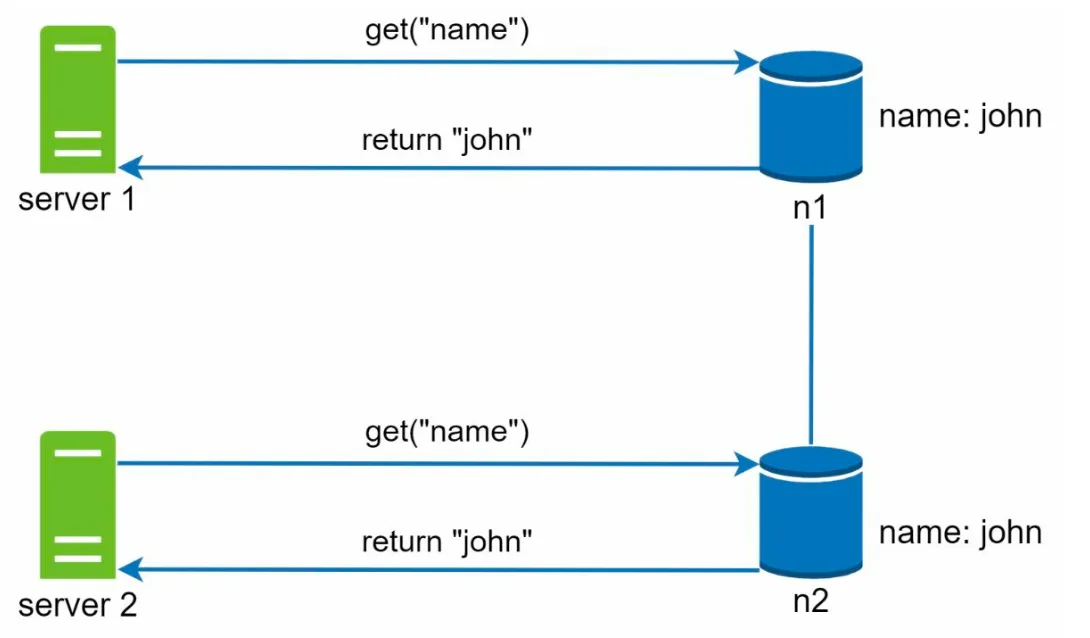 get("name")
name: john
return "john"
server 1
n1
get("name")
name: john
return "john"
server 2
n2